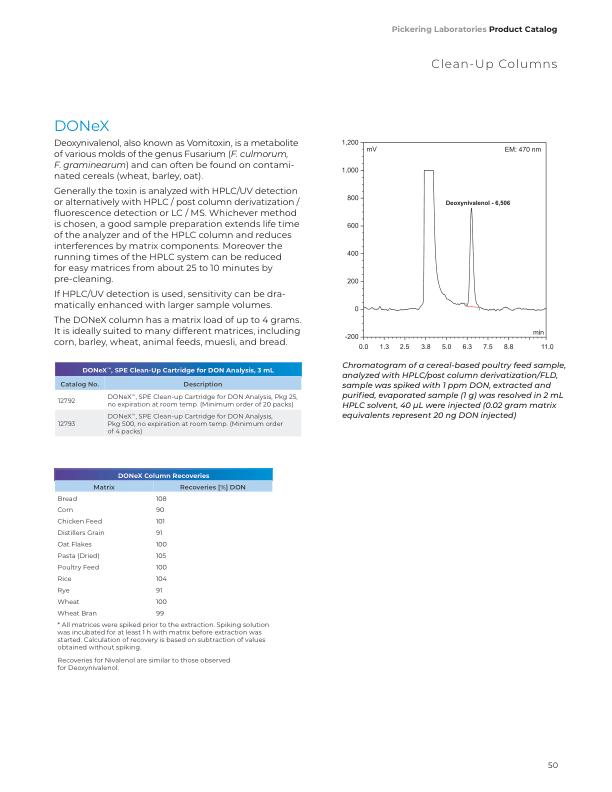 Pickering Laboratories Product Catalog
Clean-Up Columns
DONeX
Deoxynivalenol, also known as Vomitoxin, is a metabolite
of various molds of the genus Fusarium (F. culmorum,
F. graminearum) and can often be found on contami-
nated cereals (wheat, barley, oat).
Generally the toxin is analyzed with HPLC/UV detection
or alternatively with HPLC / post column derivatization /
fluorescence detection or LC / MS. Whichever method
is chosen, a good sample preparation extends life time
of the analyzer and of the HPLC column and reduces
interferences by matrix components. Moreover the
running times of the HPLC system can be reduced
for easy matrices from about 25 to 10 minutes by
pre-cleaning.
If HPLC/UV detection is used, sensitivity can be dra-
matically enhanced with larger sample volumes.
The DONeX column has a matrix load of up to 4 grams.
It is ideally suited to many different matrices, including
corn, barley, wheat, animal feeds, muesli, and bread.
DONeX™, SPE Clean-up Cartridge for DON Analysis, 3 mL
Catalog No. Description
12792 DONeX™, SPE Clean-up Cartridge for DON Analysis, Pkg 25,
no expiration at room temp. (Minimum order of 20 packs)
12793 DONeX™, SPE Clean-up Cartridge for DON Analysis,
Pkg 500, no expiration at room temp. (Minimum order
of 4 packs)
DONeX Column Recoveries
Matrix Recoveries [%] DON
Bread 108
Corn 90
Chicken Feed 101
Distillers Grain 91
Oat Flakes 100
Pasta (Dried) 105
Poultry Feed 100
Rice 104
Rye 91
Wheat 100
Wheat Bran 99
* All matrices were spiked prior to the extraction. Spiking solution
was incubated for at least 1 h with matrix before extraction was
started. Calculation of recovery is based on subtraction of values
obtained without spiking.
Recoveries for Nivalenol are similar to those observed
for Deoxynivalenol.
1,200
mV EM: 470 nm
1,000
800
Deoxynivalenol - 6,506
600
400
200
0
-200
min
0.0 1.3 2.5 3.8 5.0 6.3 7.5 8.8 11.0
Chromatogram of a cereal-based poultry feed sample,
analyzed with HPLC/post column derivatization/FLD,
sample was spiked with 1 ppm DON, extracted and
purified, evaporated sample (1 g) was resolved in 2 mL
HPLC solvent, 40 µL were injected (0.02 gram matrix
equivalents represent 20 ng DON injected)
50